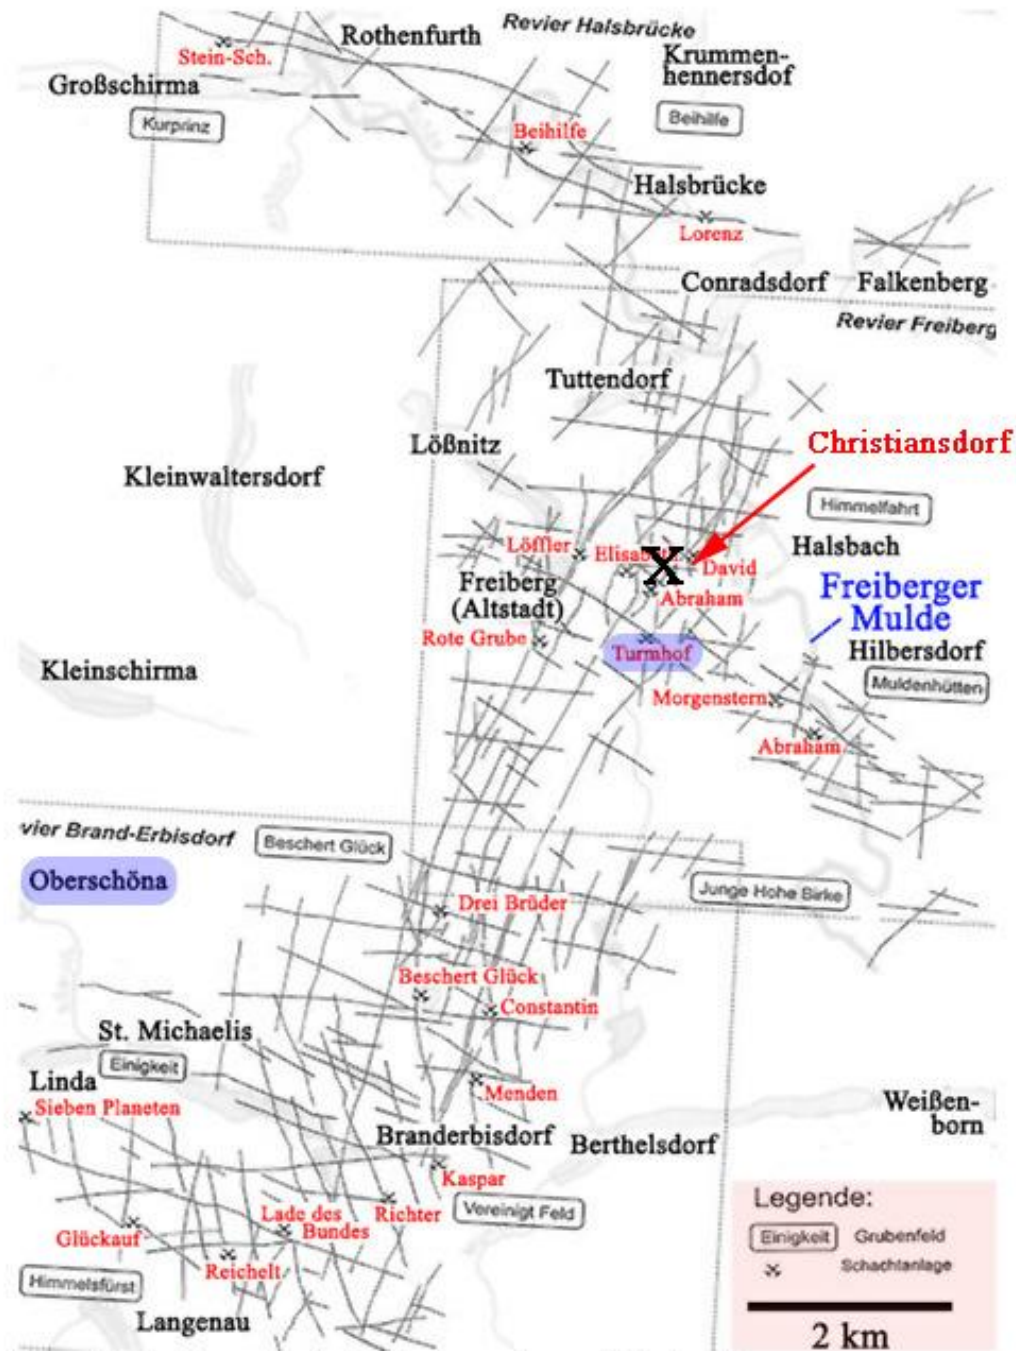 Revier Halsbrücke
Rothenfurth
Stein-Sch.
Krummen-
hennersdof
Großschirma
Kurprinz
Beihilfe
Beihilfe
Halsbrücke
Lorenz
Conradsdorf
Falkenberg
Revier Freiberg
Tuttendorf
Christiansdorf
Lößnitz
Kleinwaltersdorf
Himmelfahrt
Löffler
Elisabeth
X
David
Halsbach
Freiberg
(Altstadt)
Abraham
Freiberger
Mulde
Rote Grube
Turmhof
Hilbersdorf
Kleinschirma
Muldenhütten
Morgenstern
Abraham
vier Brand-Erbisdorf
Beschert Glück
Oberschöna
Junge Hohe Birke
Drei Brüder
Beschert Glück
Constantin
St. Michaelis
Einigkeit
Linda
Menden
Sieben Planeten
Weißen-
born
Branderbisdorf
Berthelsdorf
Kaspar
Vereinigt Feld
Richter
Lade des
Bundes
Glückauf
Reichelt
Himmelsfürst
Langenau
Legende:
Einigkeit Grubenfeld
Schachtanlage
2 km